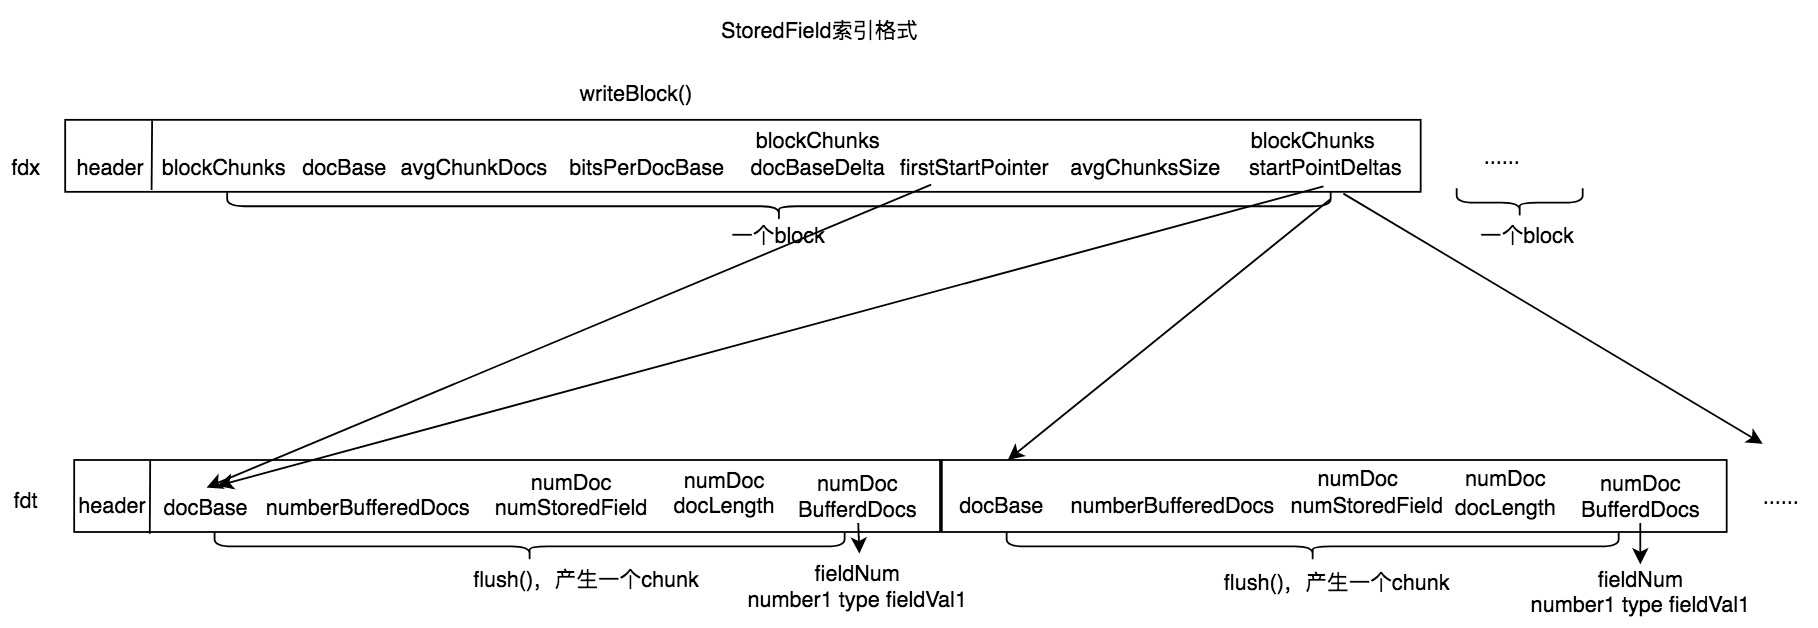 StoredField索引格式
writeBlock()
fdx
header
blockChunks docBase avgChunkDocs bitsPerDocBase
blockChunks
docBaseDelta
firstStartPointer avgChunksSize
blockChunks
startPointDeltas
......
一个block
一个block
fdt
header
docBase numberBufferedDocs
numDoc
numStoredField
numDoc
docLength
numDoc
BufferdDocs
docBase numberBufferedDocs
numDoc
numStoredField
numDoc
docLength
numDoc
BufferdDocs
......
flush(), 产生一个chunk
fieldNum
number1 type fieldVal1
flush(), 产生一个chunk
fieldNum
number1 type fieldVal1